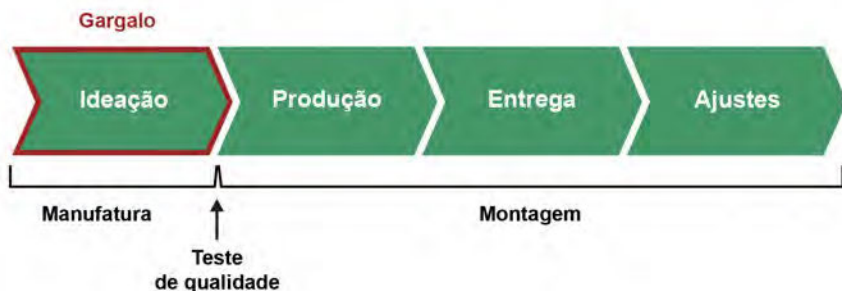 Gargalo
Ideação
Produção
Entrega
Ajustes
Manufatura
Montagem
Teste
de qualidade